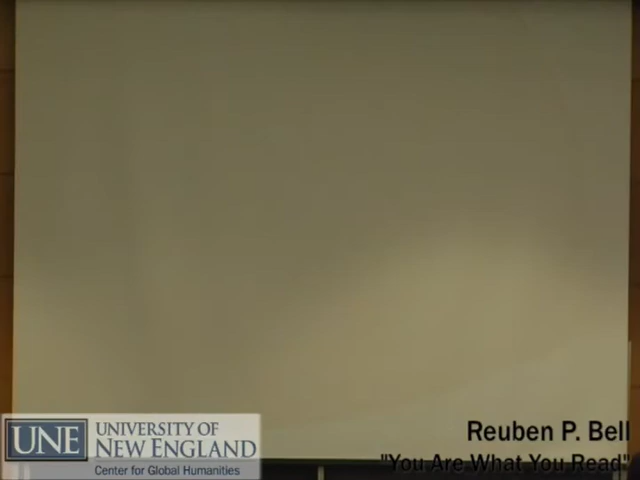 UNE
UNIVERSITY OF
NEW ENGLAND
Center for Global Humanities
Reuben P. Bell
"You Are What You Read"